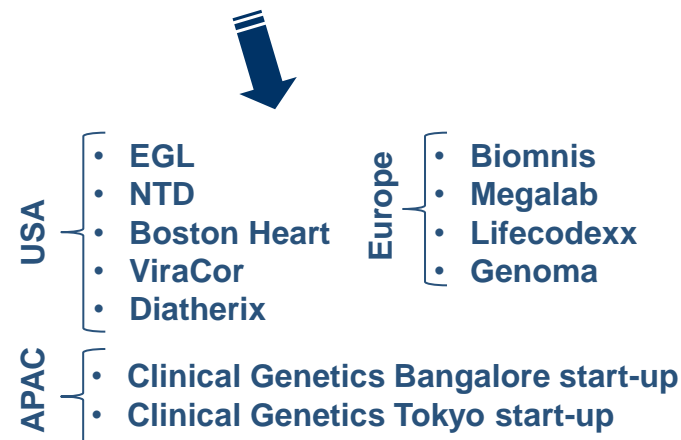 USA
• EGL
• NTD
• Boston Heart
• ViraCor
• Diatherix
Europe
• Biomnis
• Megalab
• Lifecodexx
• Genoma
APAC
• Clinical Genetics Bangalore start-up
• Clinical Genetics Tokyo start-up